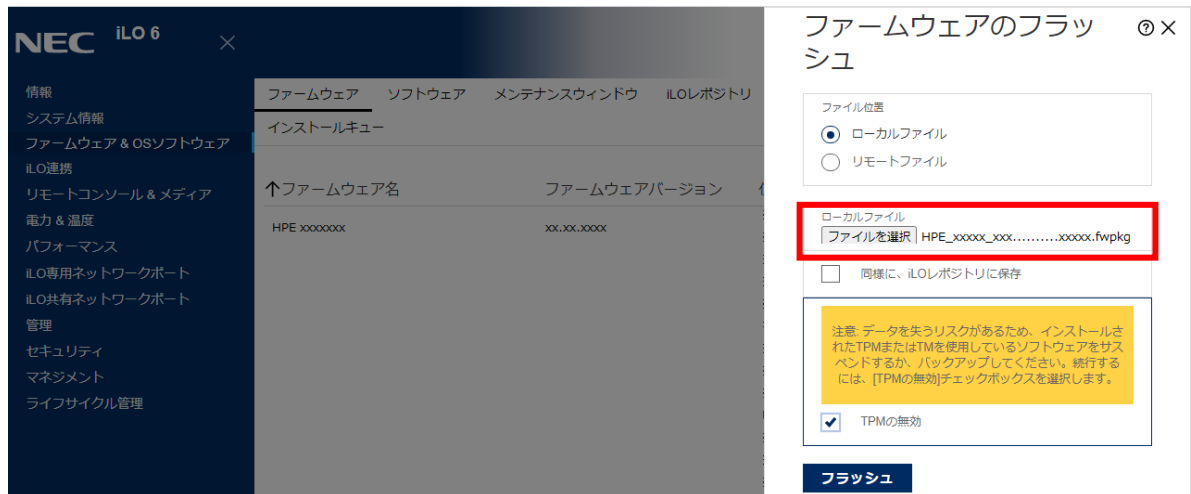 NEC iLO 6
情報
システム情報
ファームウェア & OSソフトウェア
iLO連携
リモートコンソール & メディア
電力 & 温度
パフォーマンス
iLO専用ネットワークポート
iLO共有ネットワークポート
管理
セキュリティ
マネジメント
ライフサイクル管理
ファームウェア ソフトウェア メンテナンスウィンドウ iLOレポジトリ
インストールキュー
↑ファームウェア名 ファームウェアバージョン
HPE xxxxxxx xx.xx.xxxx
ファームウェアのフラッ
シュ
ファイル位置
ローカルファイル
リモートファイル
ローカルファイル
ファイルを選択 HPE_xxxxx_xxx..........xxxxx.fwpkg
同様に、iLOレポジトリに保存
注意: データを失うリスクがあるため、インストールさ
れたTPMまたはTMを使用しているソフトウェアをサス
ペンドするか、バックアップしてください。続行する
には、[TPMの無効]チェックボックスを選択します。
TPMの無効
フラッシュ